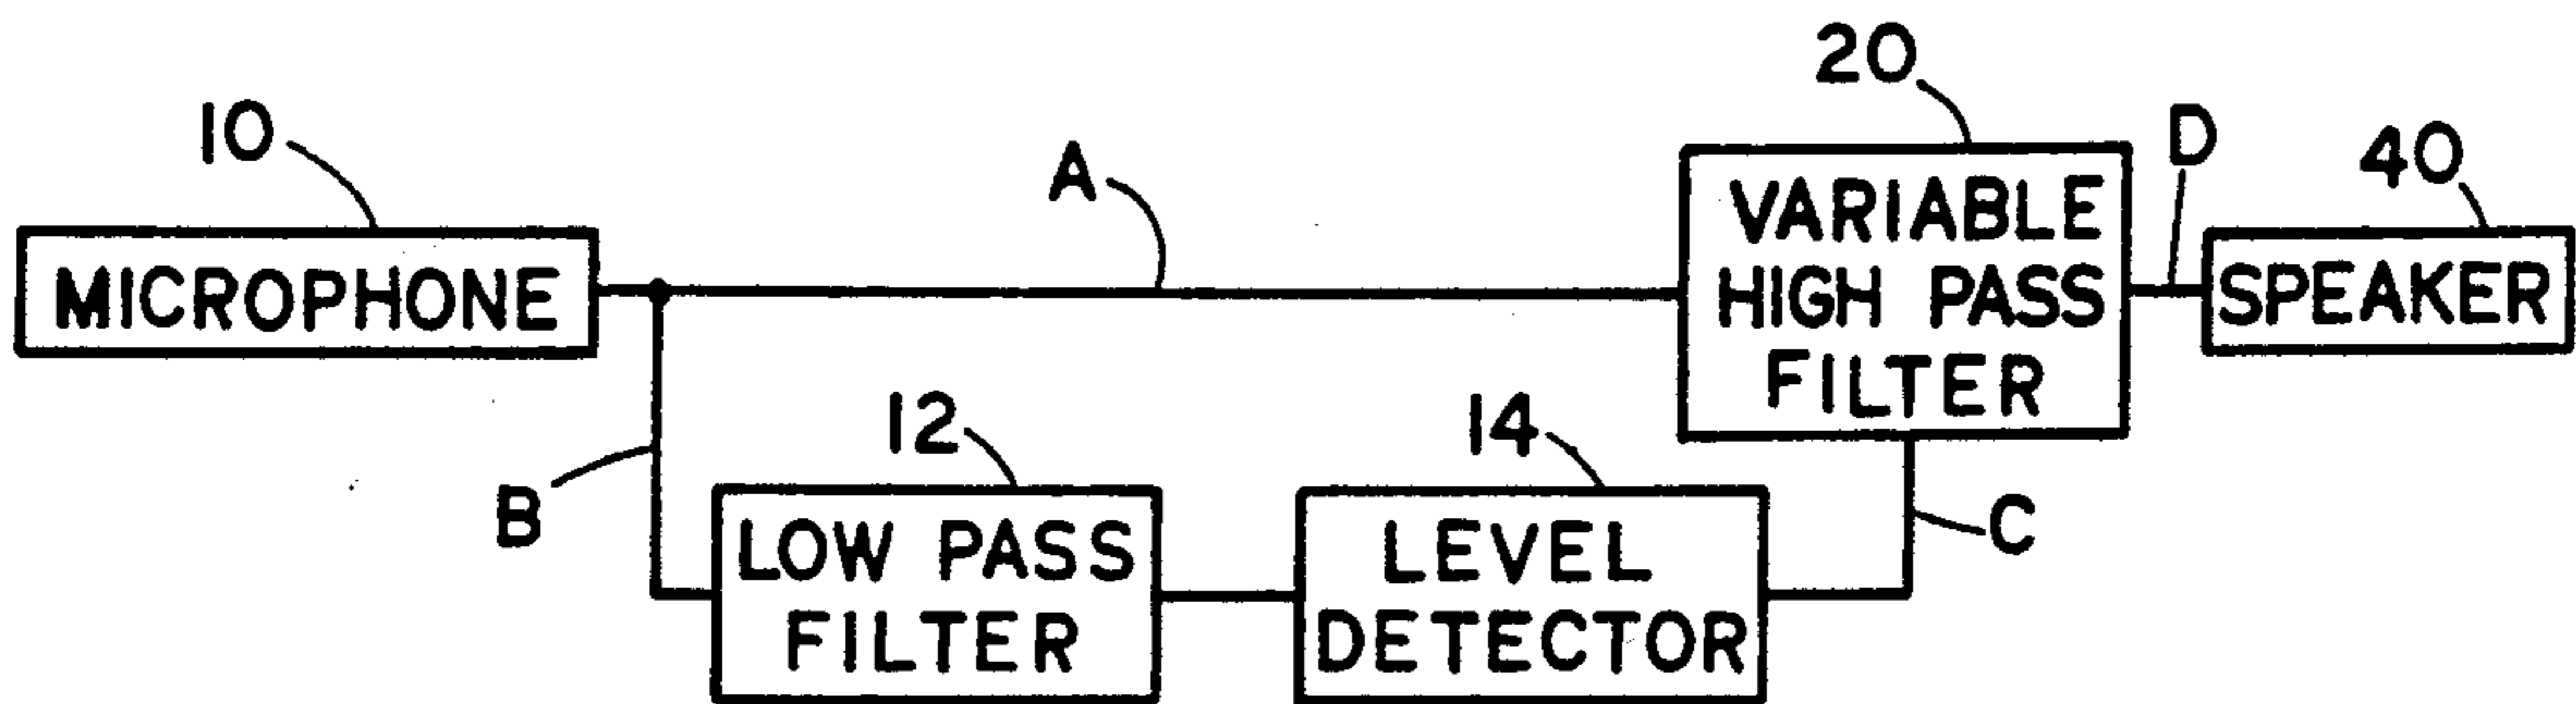 20
10
A
D
40
MICROPHONE
VARIABLE
HIGH PASS
FILTER
SPEAKER
B
12
14
C
LOW PASS
FILTER
LEVEL
DETECTOR